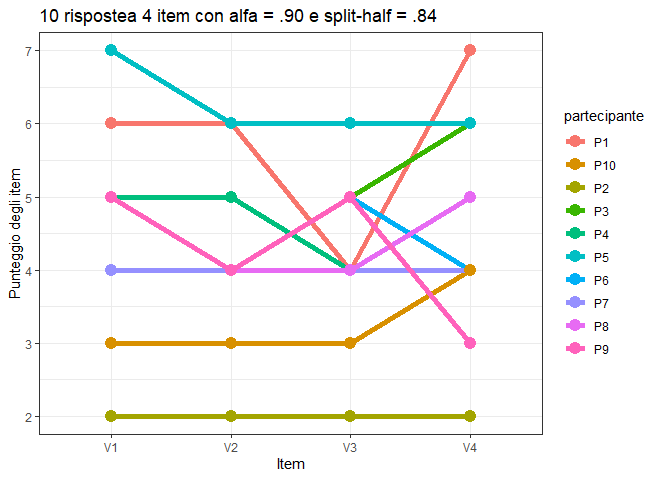 10 rispostea 4 item con alfa = .90 e split-half = .84
7
6
5
4
3
2
Punteggio degli item
V1 V2 V3 V4
Item
partecipante
P1
P10
P2
P3
P4
P5
P6
P7
P8
P9